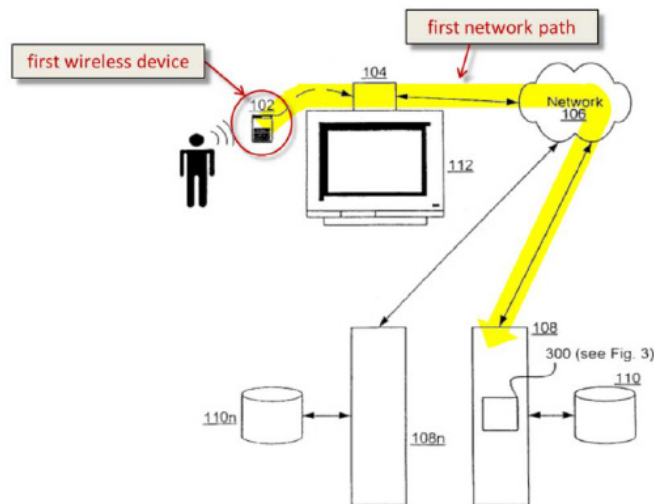 first network path
first wireless device
104
102
Network
106
112
108
300 (see Fig. 3)
110
110n
108n